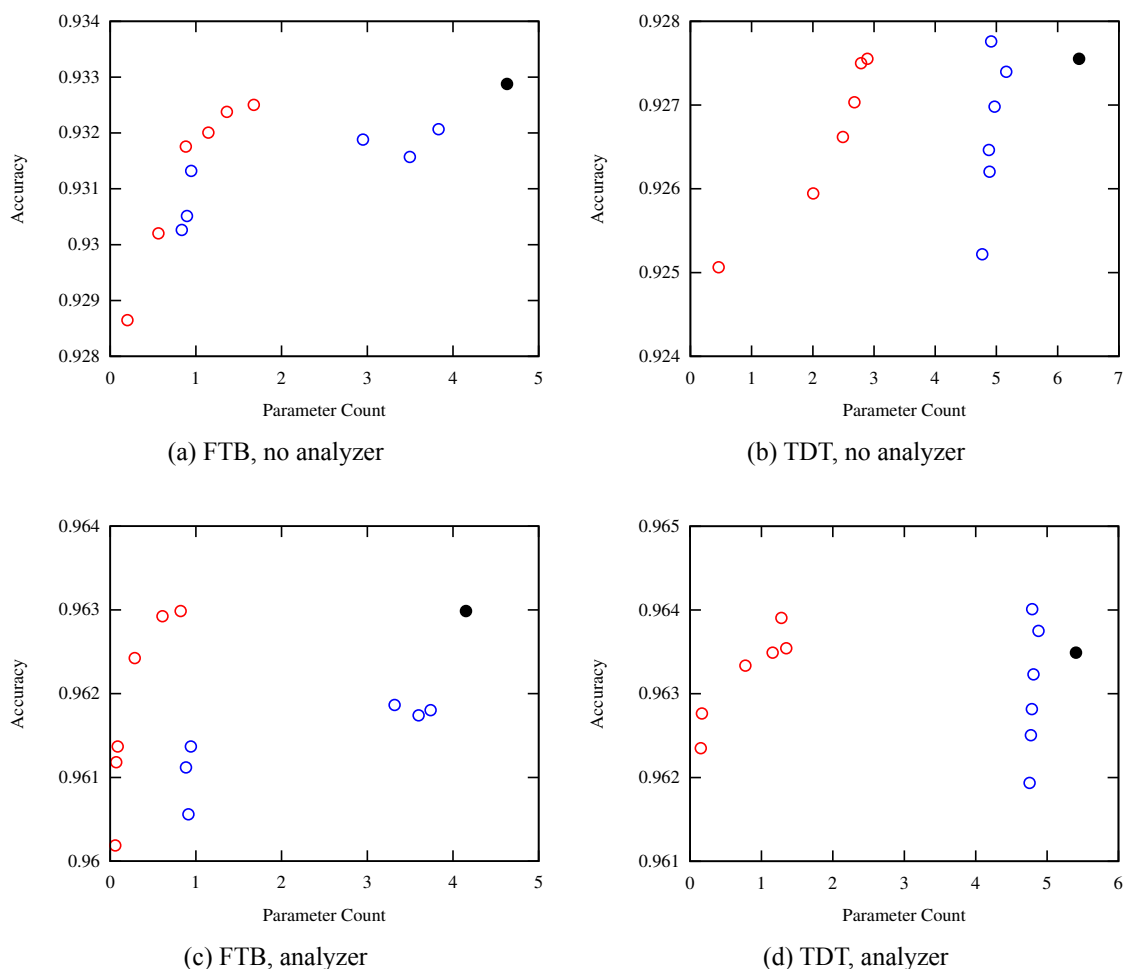 0.934
0.933
0.932
0.931
0.93
0.929
0.928
Accuracy
0 1 2 3 4 5
Parameter Count
(a) FTB, no analyzer
0.928
0.927
0.926
0.925
0.924
Accuracy
0 1 2 3 4 5 6 7
Parameter Count
(b) TDT, no analyzer
0.964
0.963
0.962
0.961
0.96
Accuracy
0 1 2 3 4 5
Parameter Count
(c) FTB, analyzer
0.965
0.964
0.963
0.962
0.961
Accuracy
0 1 2 3 4 5 6
Parameter Count
(d) TDT, analyzer